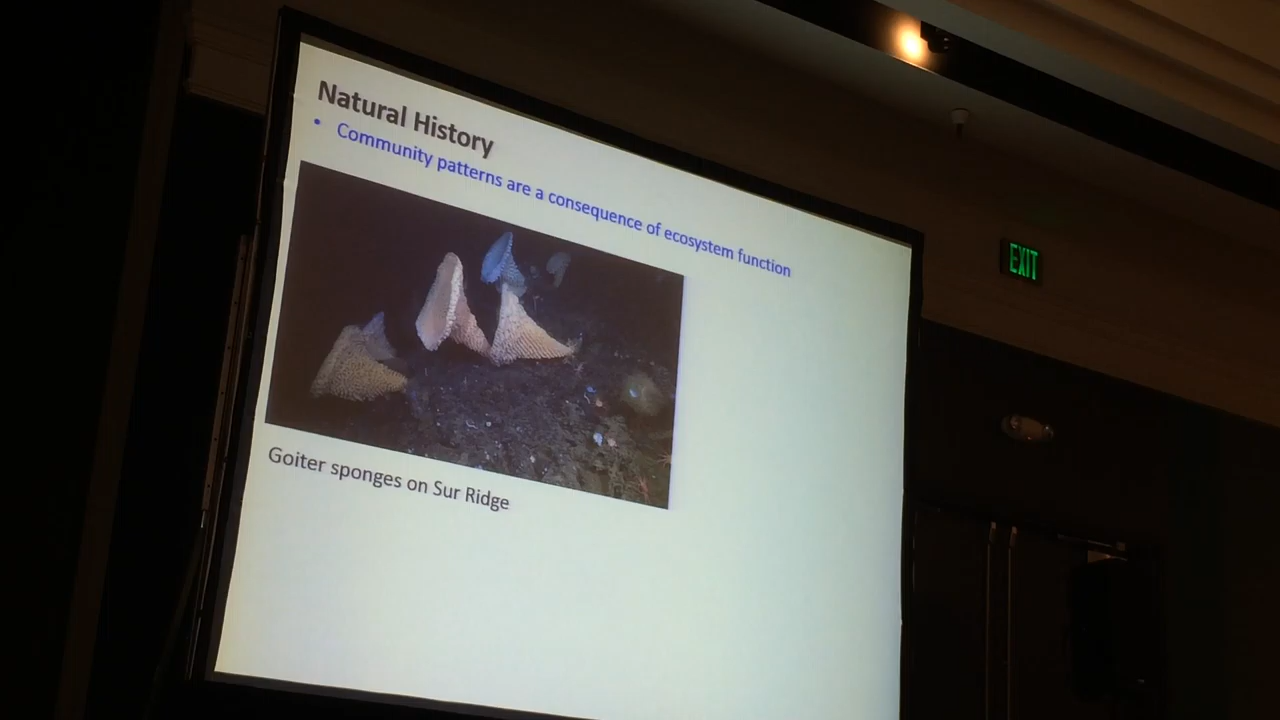 Natural History
• Community patterns are a consequence of ecosystem function
Goiter sponges on Sur Ridge
EXIT